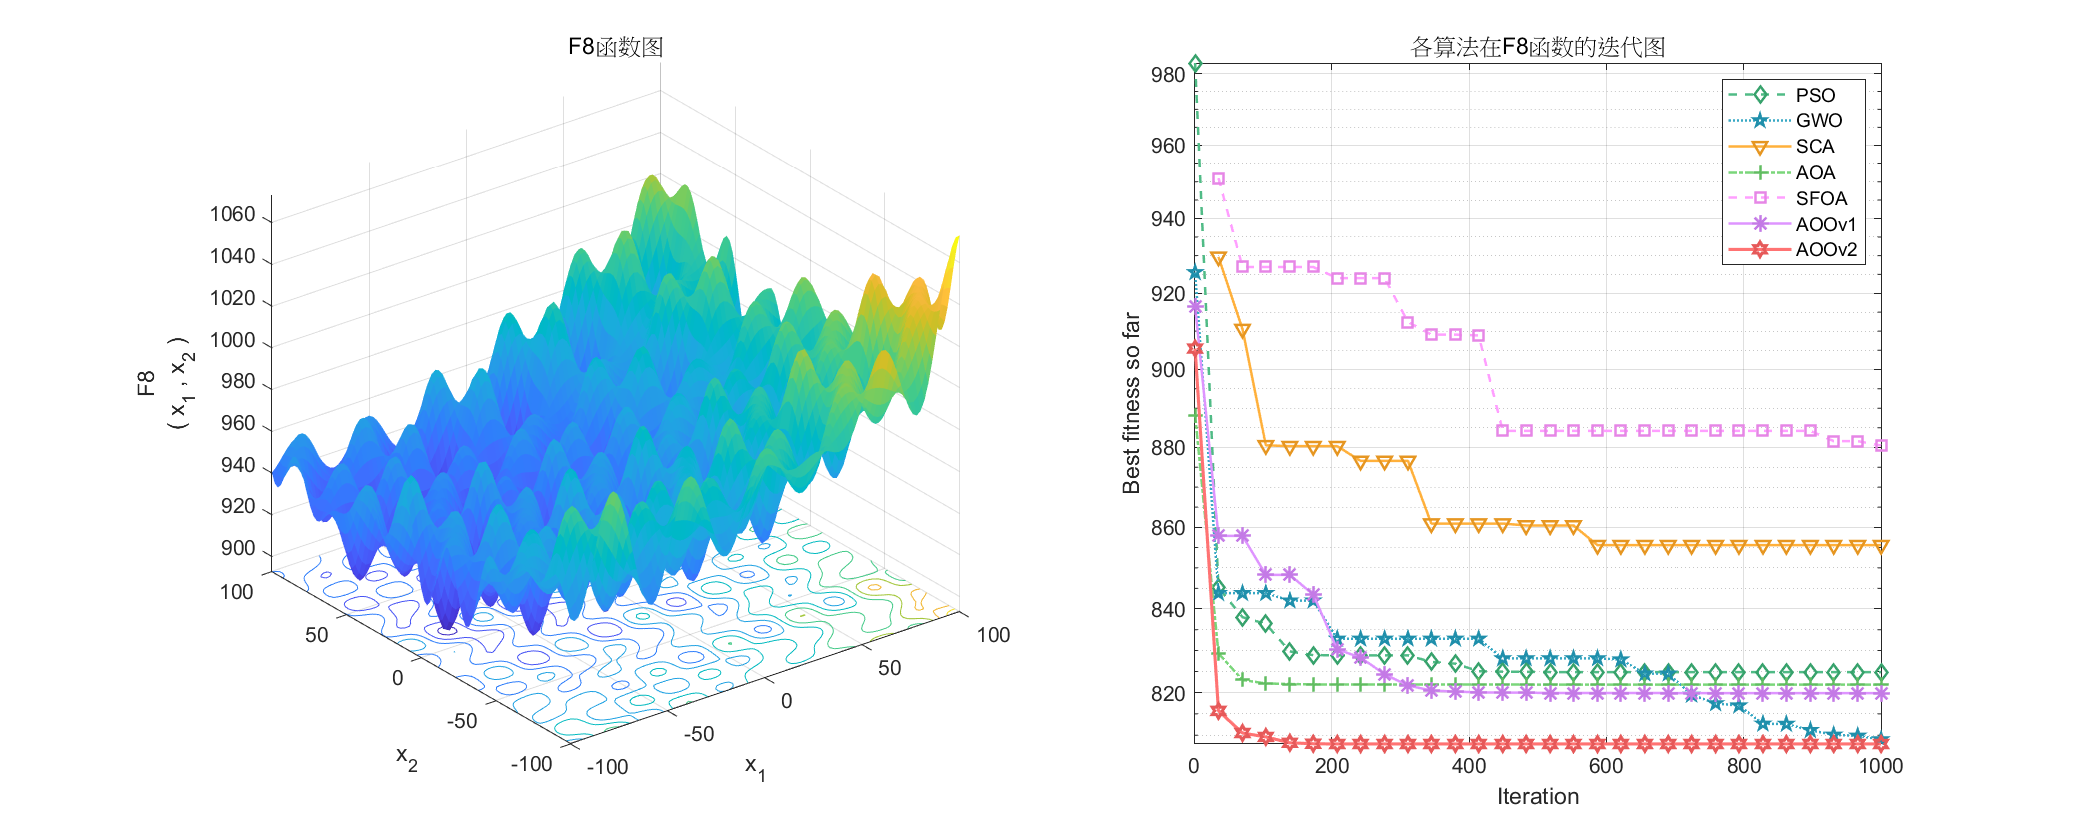 F8函数图
1060
1040
1020
1000
980
960
940
920
900
F8
( x1 , x2 )
100
50
0
-50
-100
x2
-100
-50
0
50
100
x1
各算法在F8函数的迭代图
980
960
940
920
900
880
860
840
820
Best fitness so far
PSO
GWO
SCA
AOA
SFOA
AOOv1
AOOv2
0
200
400
600
800
1000
Iteration